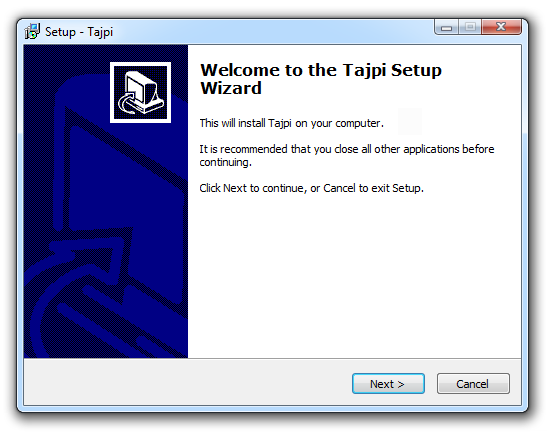 Setup - Tajpi
Welcome to the Tajpi Setup
Wizard
This will install Tajpi on your computer.
It is recommended that you close all other applications before
continuing.
Click Next to continue, or Cancel to exit Setup.
Next >
Cancel